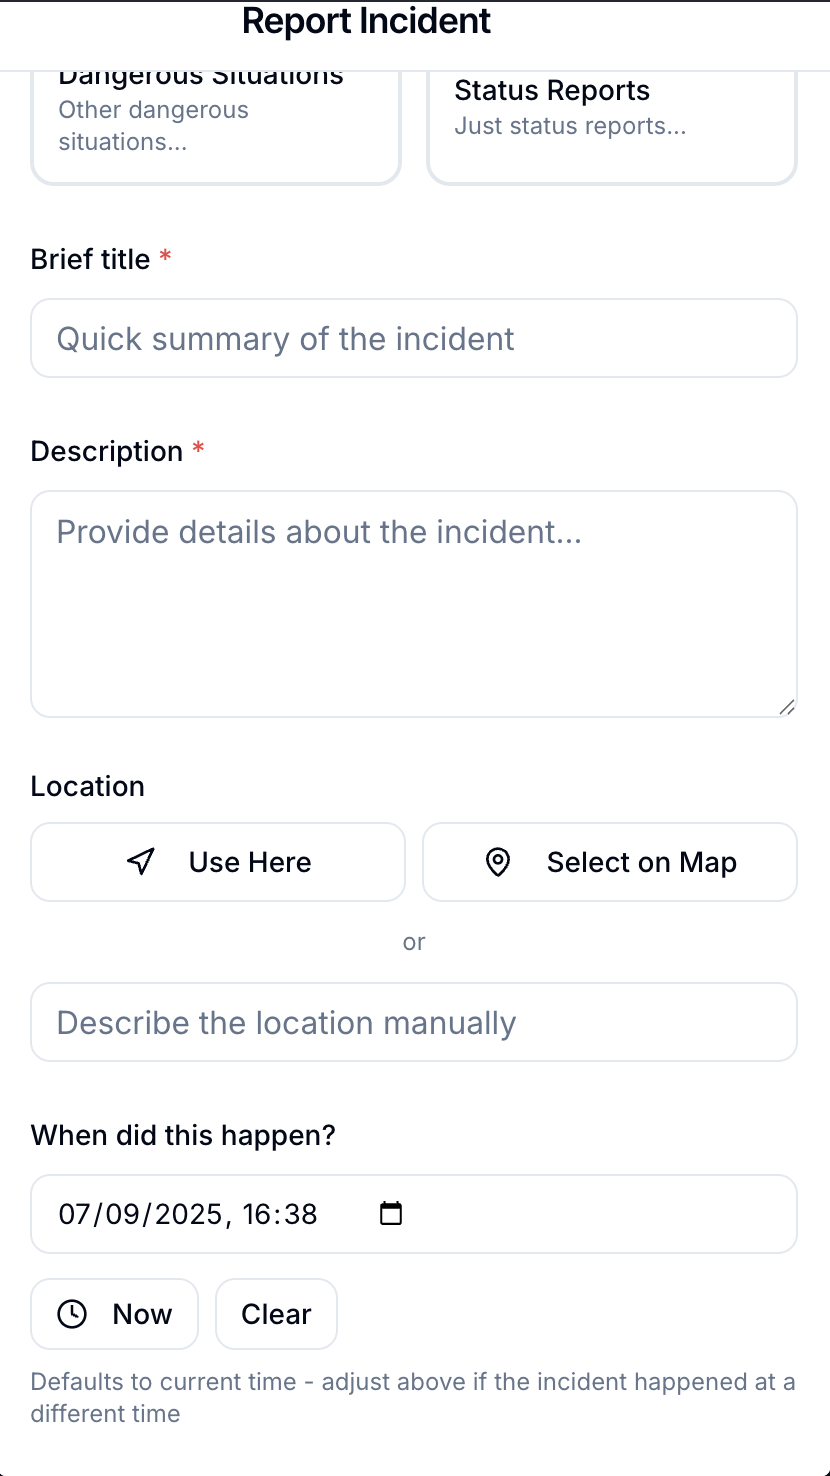 Report Incident
Dangerous Situations
Other dangerous
situations...
Status Reports
Just status reports...
Brief title *
Quick summary of the incident
Description *
Provide details about the incident...
Location
Use Here
Select on Map
or
Describe the location manually
When did this happen?
07/09/2025, 16:38
Now
Clear
Defaults to current time - adjust above if the incident happened at a
different time